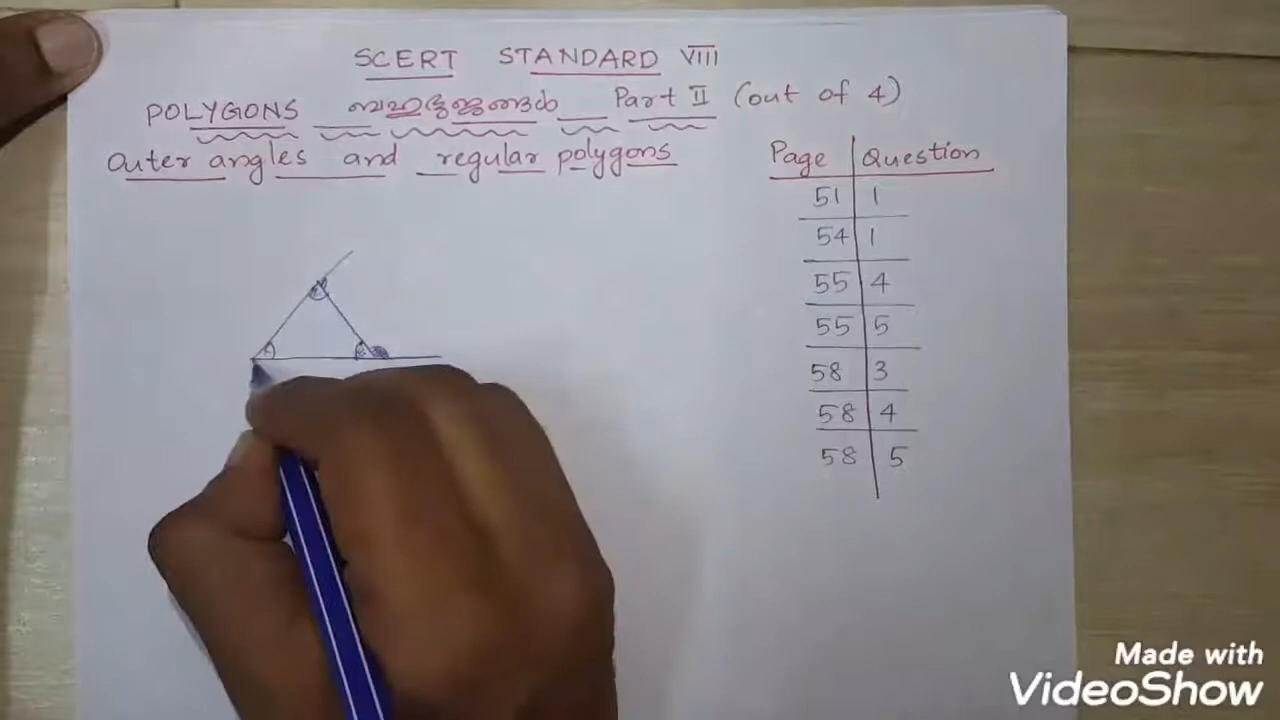 SCERT STANDARD VIII
POLYGONS ബഹുഭുജങ്ങൾ Part II (out of 4)
Outer angles and regular polygons
Page Question
51 1
54 1
55 4
55 5
58 3
58 4
58 5
Made with
VideoShow